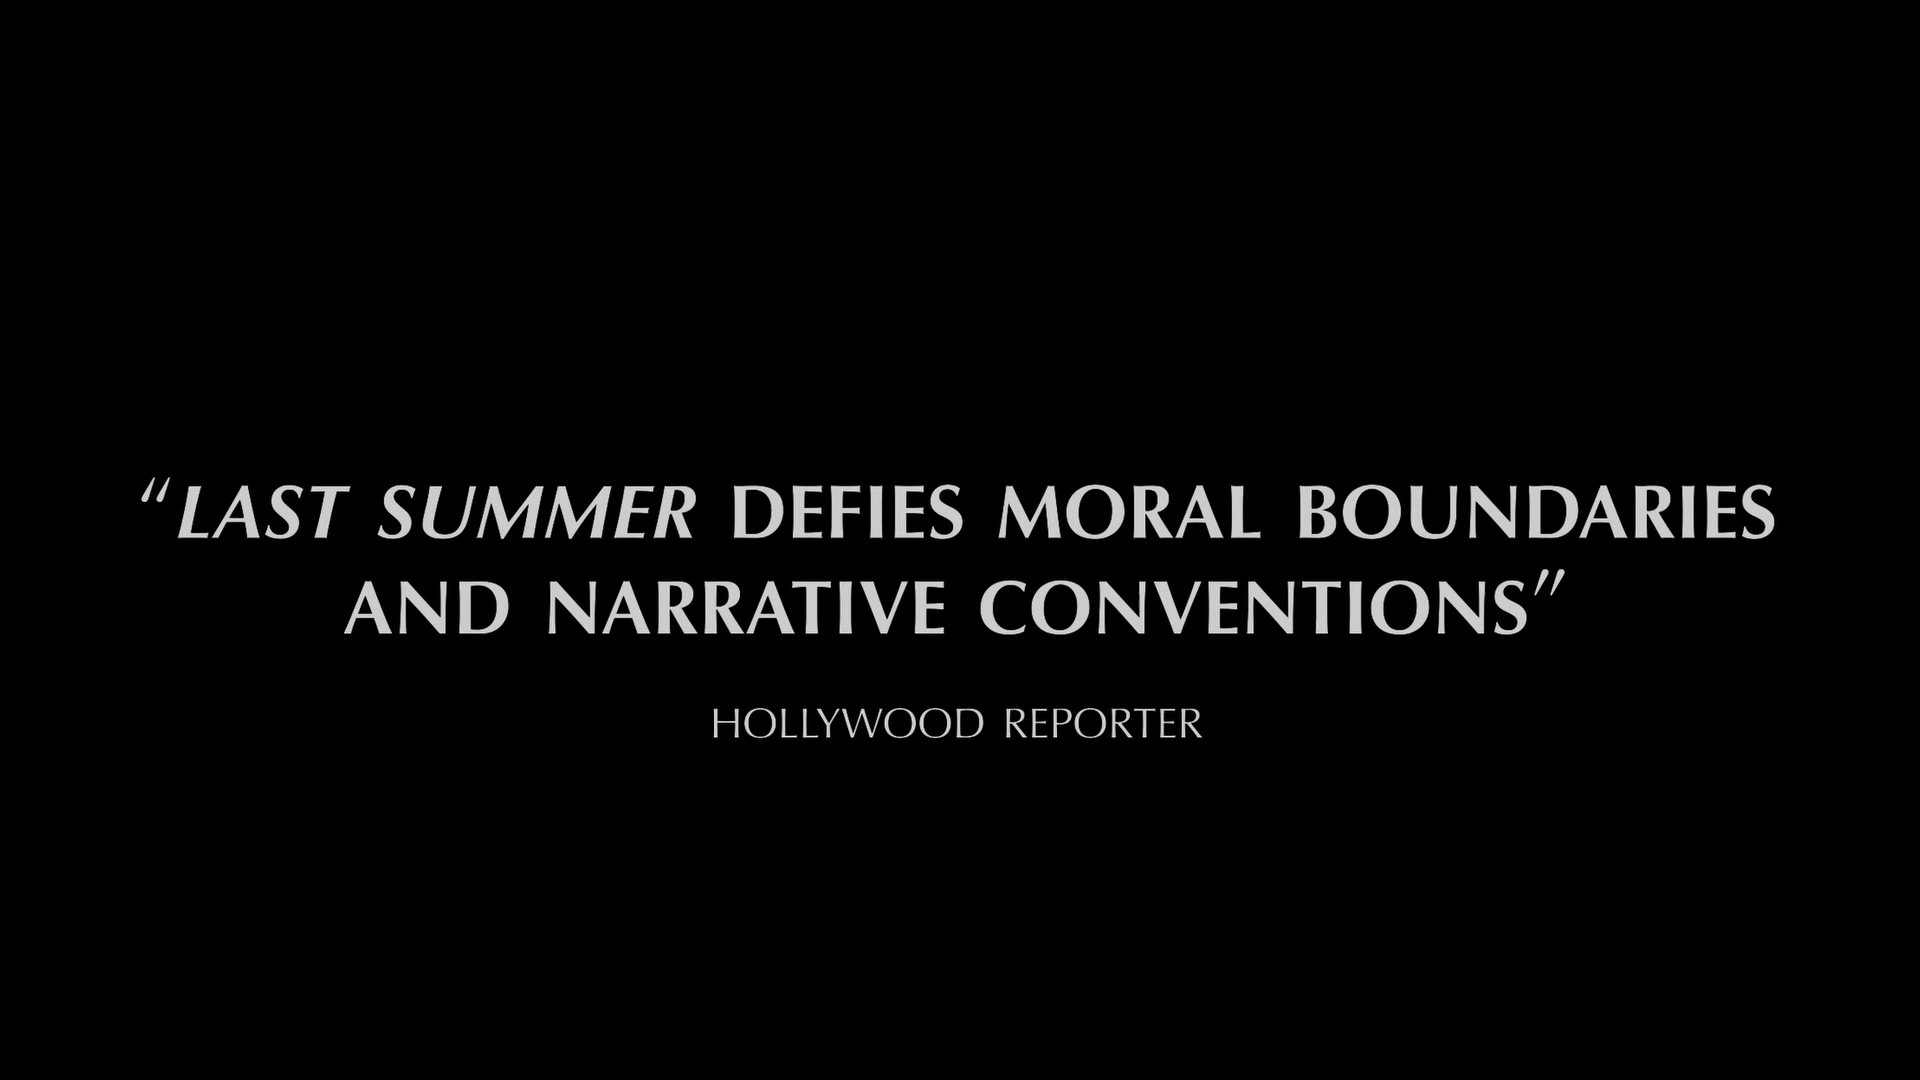 “LAST SUMMER DEFIES MORAL BOUNDARIES
AND NARRATIVE CONVENTIONS”
HOLLYWOOD REPORTER